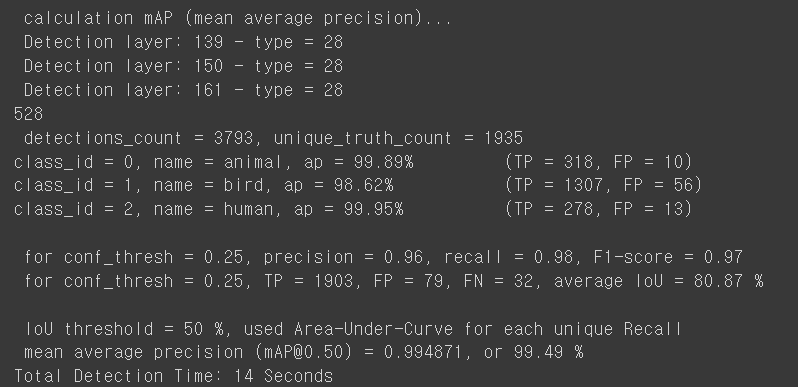 calculation mAP (mean average precision)...
Detection layer: 139 - type = 28
Detection layer: 150 - type = 28
Detection layer: 161 - type = 28
528
detections_count = 3793, unique_truth_count = 1935
class_id = 0, name = animal, ap = 99.89% (TP = 318, FP = 10)
class_id = 1, name = bird, ap = 98.62% (TP = 1307, FP = 56)
class_id = 2, name = human, ap = 99.95% (TP = 278, FP = 13)
for conf_thresh = 0.25, precision = 0.96, recall = 0.98, F1-score = 0.97
for conf_thresh = 0.25, TP = 1903, FP = 79, FN = 32, average IoU = 80.87 %
IoU threshold = 50 %, used Area-Under-Curve for each unique Recall
mean average precision (mAP@0.50) = 0.994871, or 99.49 %
Total Detection Time: 14 Seconds